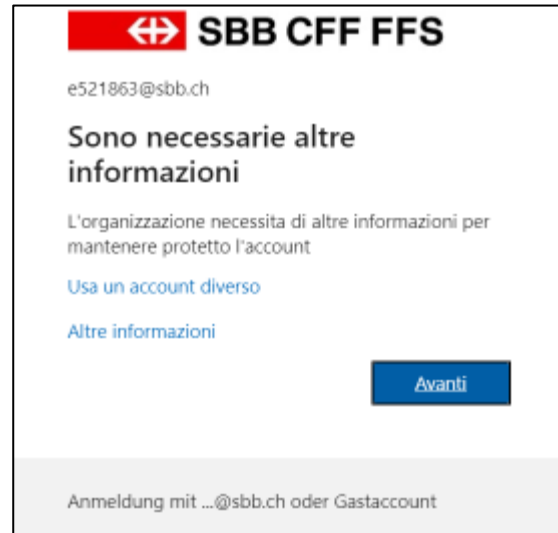 SBB CFF FFS
e521863@sbb.ch
Sono necessarie altre
informazioni
L'organizzazione necessita di altre informazioni per
mantenere protetto l'account
Usa un account diverso
Altre informazioni
Avanti
Anmeldung mit ...@sbb.ch oder Gastaccount